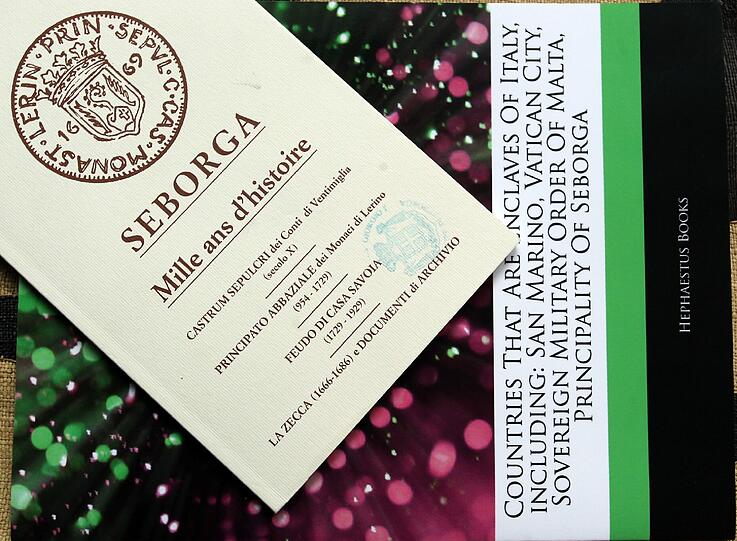 MONAST · LERIN · PRIN · SEPVL · C · CAS ·
16 69
SEBORGA
Mille ans d'histoire
CASTRUM SEPULCRI dei Conti di Ventimiglia
(secolo X)
PRINCIPATO ABBAZIALE dei Monaci di Lerino
(954 - 1729)
FEUDO DI CASA SAVOIA
(1729 - 1929)
LA ZECCA (1666-1686) e DOCUMENTI di ARCHIVIO
Countries That Are Enclaves Of Italy,
including: San Marino, Vatican City,
Sovereign Military Order Of Malta,
Principality Of Seborga
Hephaestus Books